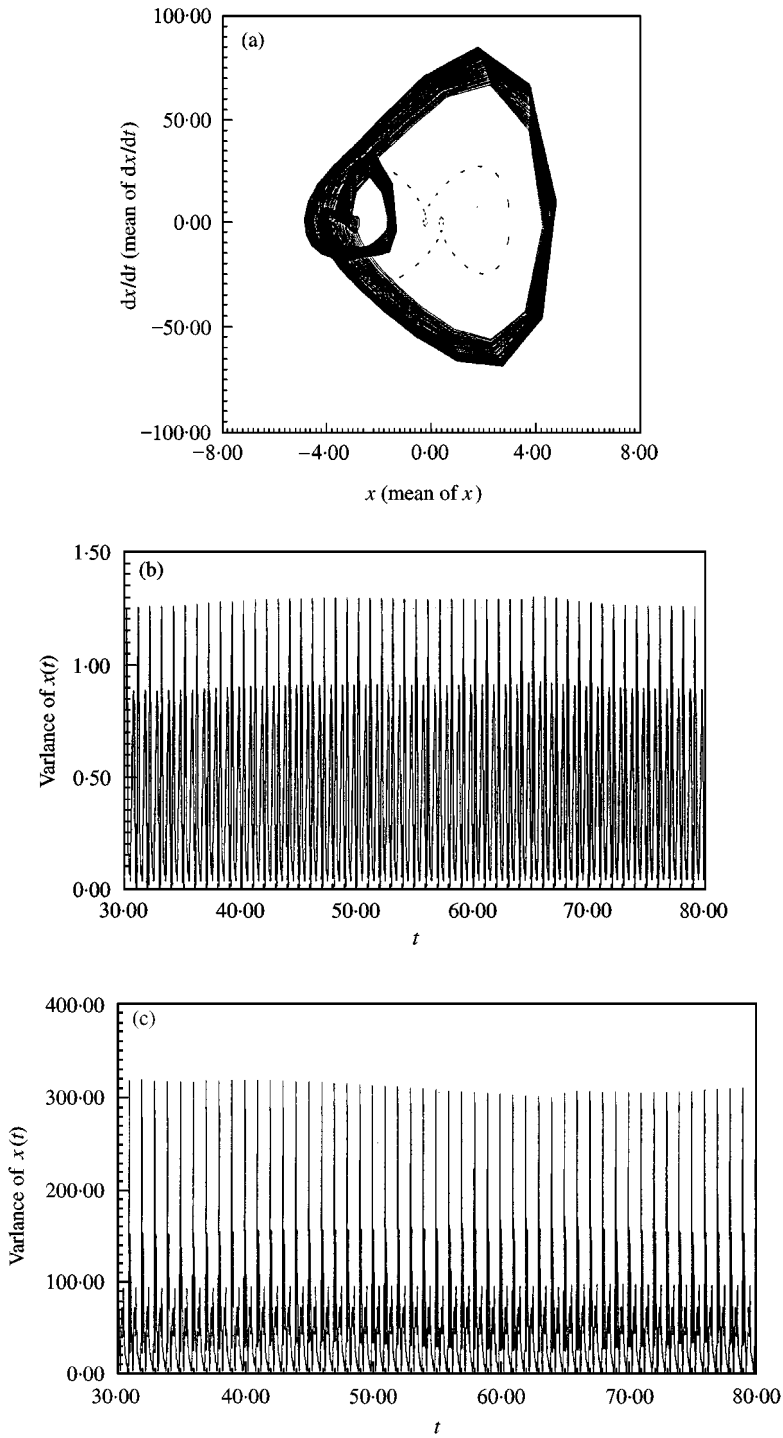 (a)
100·00
50·00
0·00
−50·00
−100·00
dx/dt (mean of dx/dt)
−8·00 −4·00 0·00 4·00 8·00
x (mean of x)
(b)
1·50
1·00
0·50
0·00
Varlance of x(t)
30·00 40·00 50·00 60·00 70·00 80·00
t
(c)
400·00
300·00
200·00
100·00
0·00
Varlance of x(t)
30·00 40·00 50·00 60·00 70·00 80·00
t